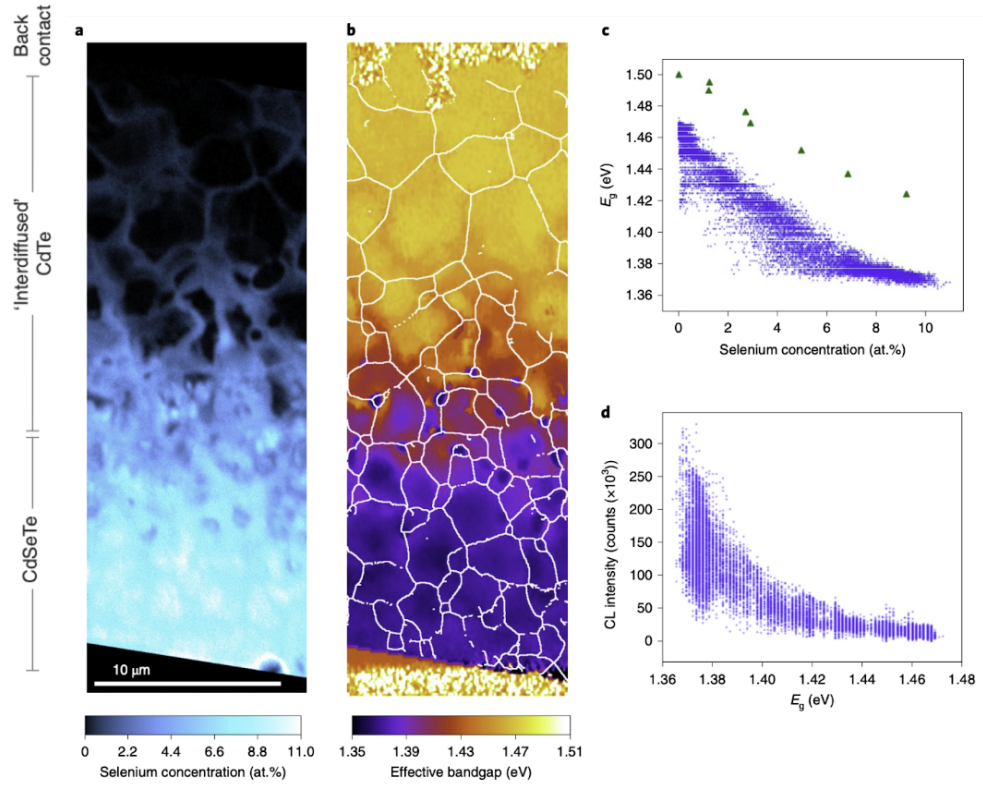 Back
contact
'Interdiffused'
CdTe
CdSeTe
a
10 μm
0 2.2 4.4 6.6 8.8 11.0
Selenium concentration (at.%)
b
1.35 1.39 1.43 1.47 1.51
Effective bandgap (eV)
c
1.50
1.48
1.46
1.44
1.42
1.40
1.38
1.36
Eg (eV)
0 2 4 6 8 10
Selenium concentration (at.%)
d
300
250
200
150
100
50
0
CL intensity (counts (×10³))
1.36 1.38 1.40 1.42 1.44 1.46 1.48
Eg (eV)